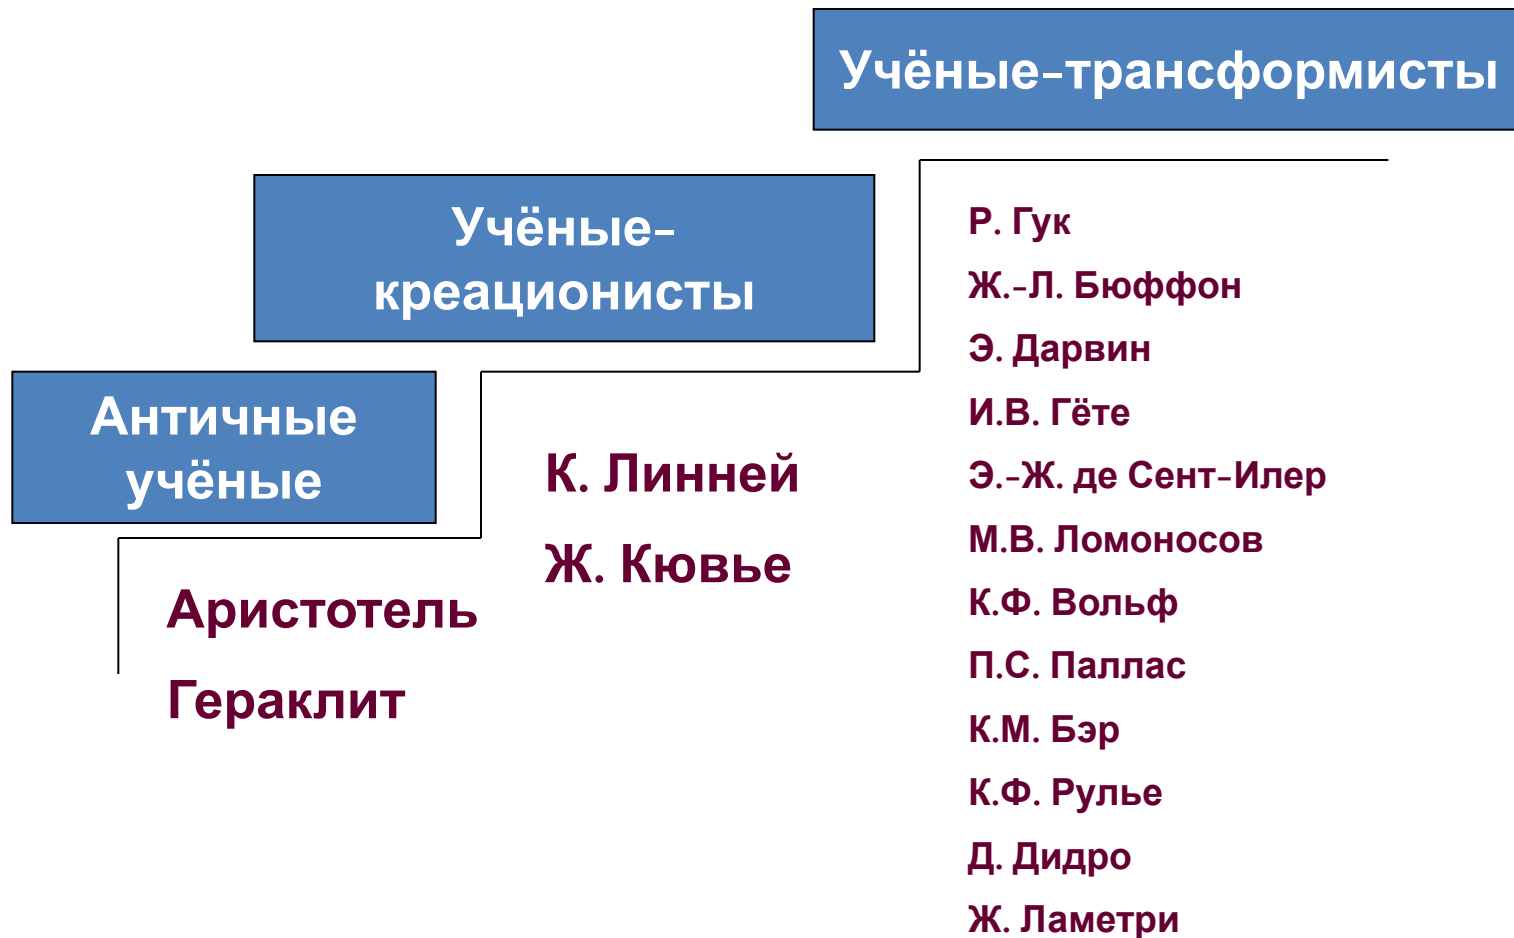 Учёные-трансформисты
Учёные-
креационисты
Античные
учёные
Аристотель
Гераклит
К. Линней
Ж. Кювье
Р. Гук
Ж.-Л. Бюффон
Э. Дарвин
И.В. Гёте
Э.-Ж. де Сент-Илер
М.В. Ломоносов
К.Ф. Вольф
П.С. Паллас
К.М. Бэр
К.Ф. Рулье
Д. Дидро
Ж. Ламетри